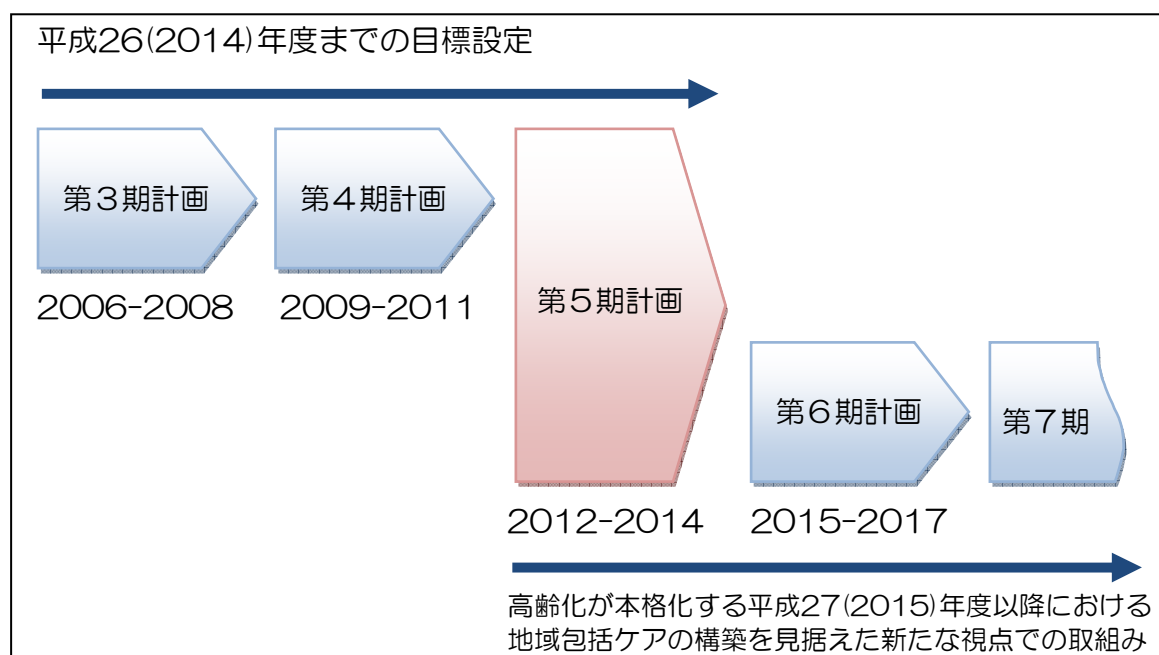 平成26(2014)年度までの目標設定
第3期計画
第4期計画
第5期計画
2006-2008
2009-2011
第6期計画
第7期
2012-2014
2015-2017
高齢化が本格化する平成27(2015)年度以降における
地域包括ケアの構築を見据えた新たな視点での取組み